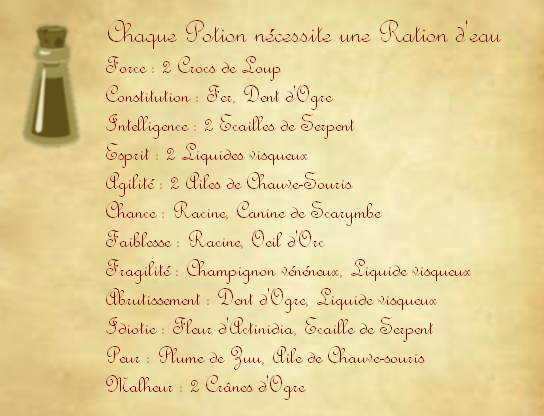 Chaque Potion nécessite une Ration d'eau
Force : 2 Crocs de Loup
Constitution : Fer, Dent d'Ogre
Intelligence : 2 Ecailles de Serpent
Esprit : 2 Liquides visqueux
Agilité : 2 Ailes de Chauve-Souris
Chance : Racine, Canine de Scarymbe
Faiblesse : Racine, Oeil d'Orc
Fragilité : Champignon vénéneux, Liquide visqueux
Abrutissement : Dent d'Ogre, Liquide visqueux
Idiotie : Fleur d'Actinidia, Ecaille de Serpent
Peur : Plume de Zuu, Aile de Chauve-souris
Malheur : 2 Crânes d'Ogre